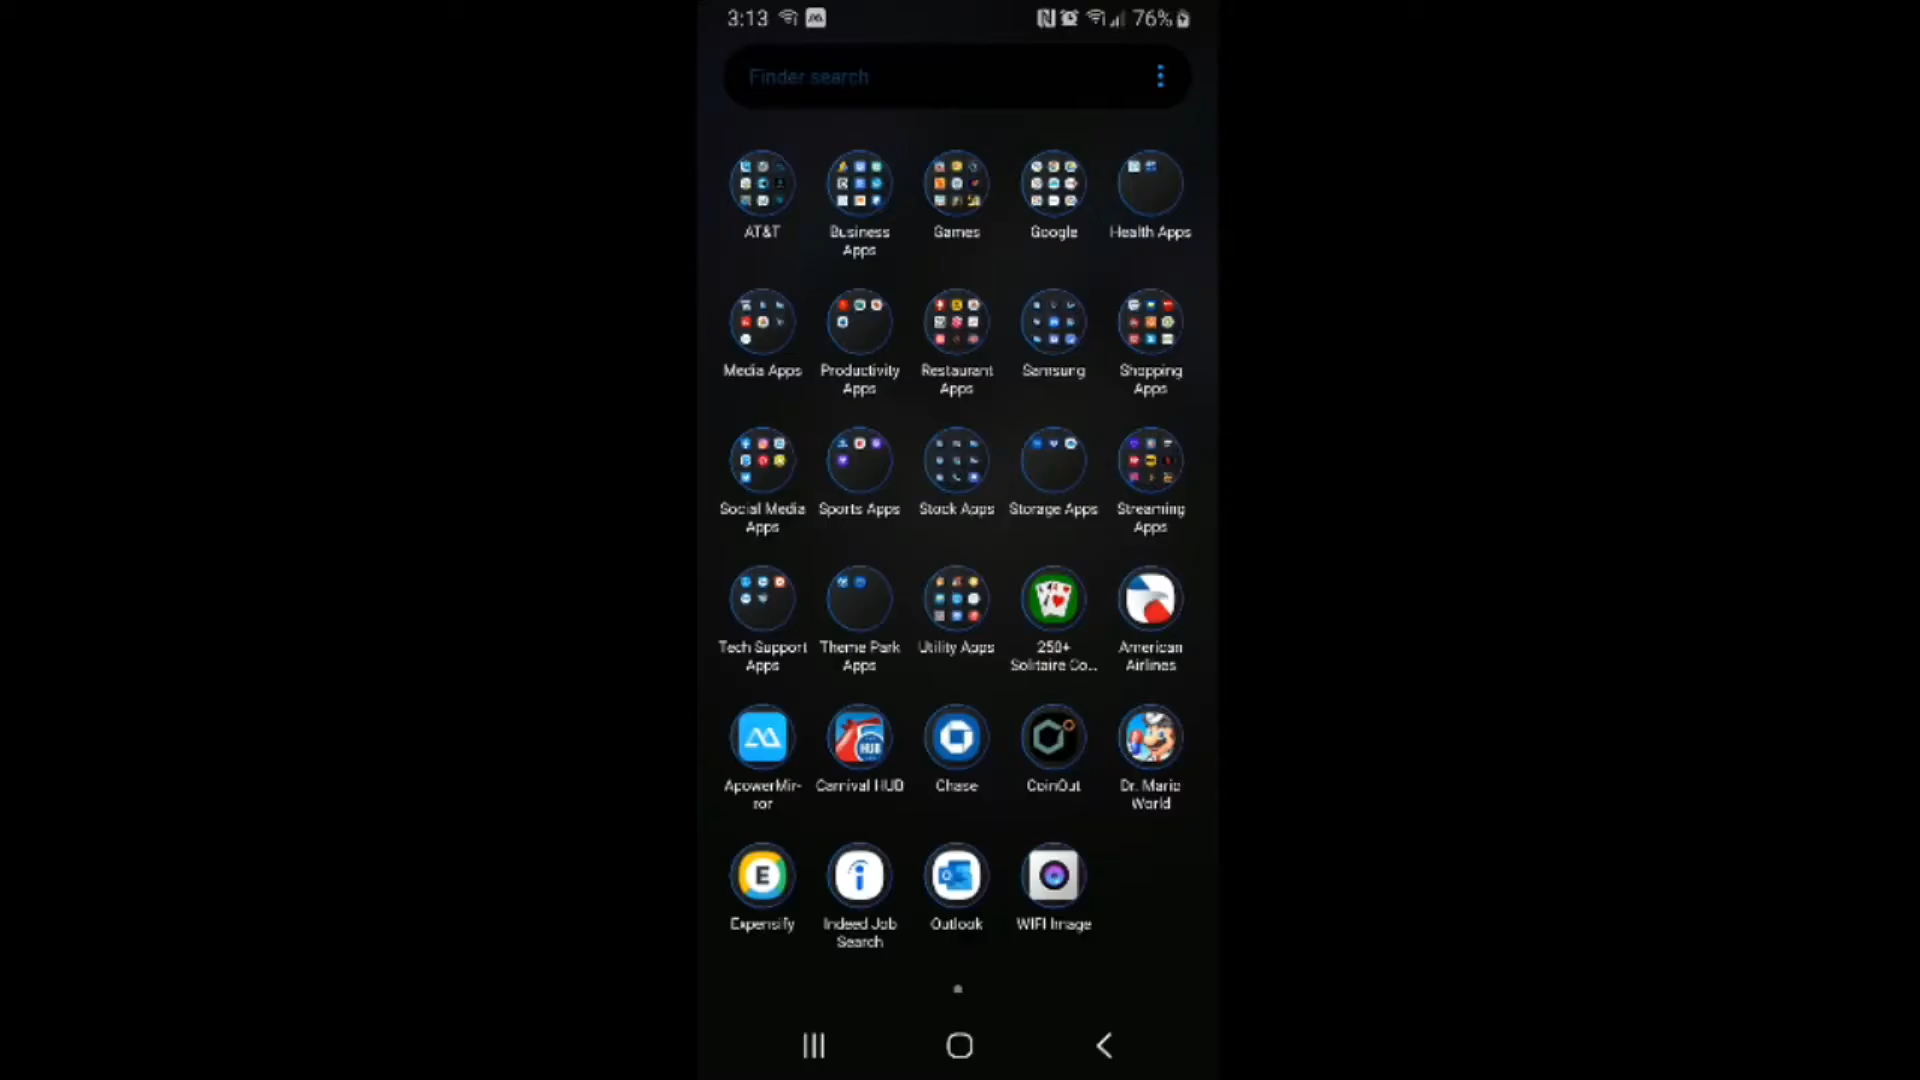 3:13 76%
Finder search
AT&T Business Apps Games Google Health Apps
Media Apps Productivity Apps Restaurant Apps Samsung Shopping Apps
Social Media Apps Sports Apps Stock Apps Storage Apps Streaming Apps
Tech Support Apps Theme Park Apps Utility Apps 250+ Solitaire Co... American Airlines
HUB
ApowerMir-ror Carnival HUB Chase CoinOut Dr. Mario World
E
Expensify Indeed Job Search Outlook WIFI Image